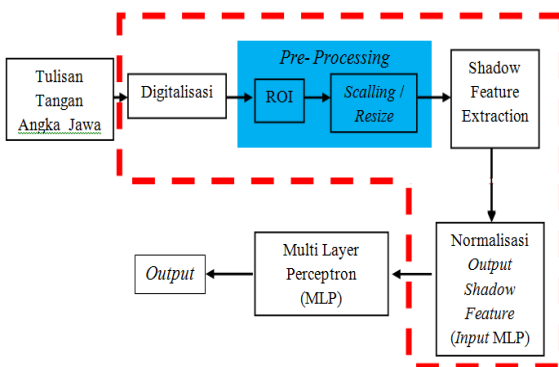 Tulisan
Tangan
Angka Jawa
Digitalisasi
Pre- Processing
ROI
Scalling /
Resize
Shadow
Feature
Extraction
Normalisasi
Output
Shadow
Feature
(Input MLP)
Multi Layer
Perceptron
(MLP)
Output